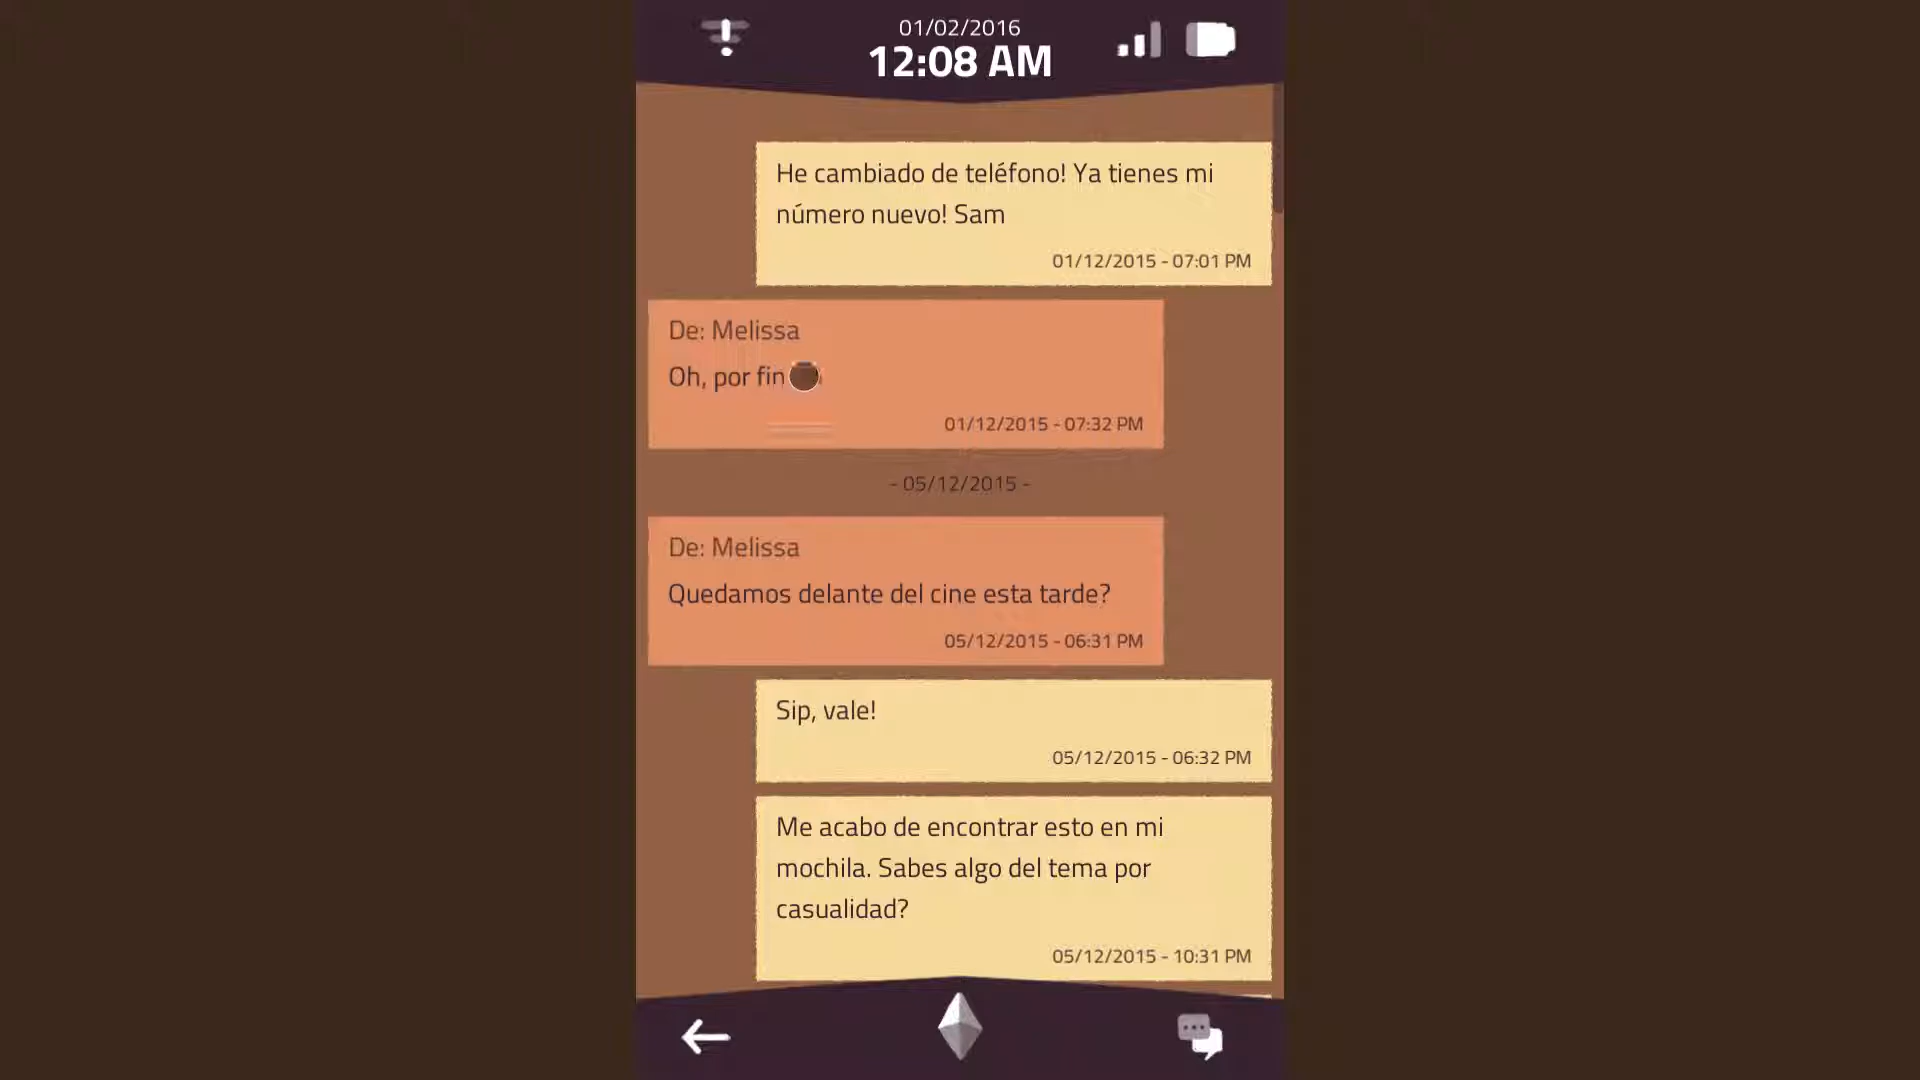 01/02/2016
12:08 AM
He cambiado de teléfono! Ya tienes mi
número nuevo! Sam
01/12/2015 - 07:01 PM
De: Melissa
Oh, por fin
01/12/2015 - 07:32 PM
- 05/12/2015 -
De: Melissa
Quedamos delante del cine esta tarde?
05/12/2015 - 06:31 PM
Sip, vale!
05/12/2015 - 06:32 PM
Me acabo de encontrar esto en mi
mochila. Sabes algo del tema por
casualidad?
05/12/2015 - 10:31 PM